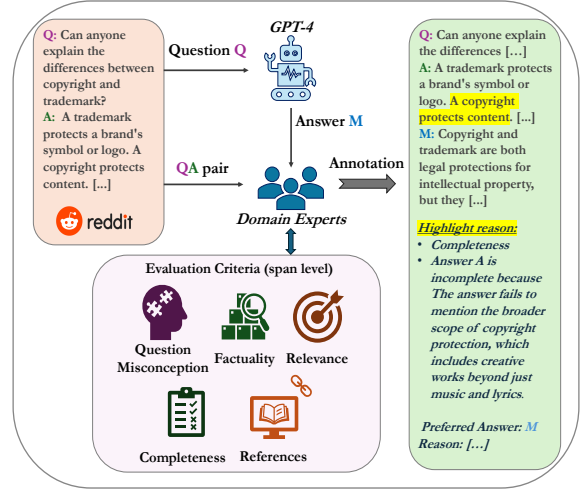 Q: Can anyone
explain the
differences between
copyright and
trademark?
A: A trademark
protects a brand's
symbol or logo. A
copyright protects
content. [...]
reddit
Question Q
GPT-4
Answer M
QA pair
Domain Experts
Annotation
Evaluation Criteria (span level)
Question
Misconception
Factuality
Relevance
Completeness
References
Q: Can anyone explain
the differences […]
A: A trademark protects
a brand's symbol or
logo. A copyright
protects content. [...]
M: Copyright and
trademark are both
legal protections for
intellectual property,
but they [...]
Highlight reason:
• Completeness
• Answer A is
incomplete because
The answer fails to
mention the broader
scope of copyright
protection, which
includes creative
works beyond just
music and lyrics.
Preferred Answer: M
Reason: […]